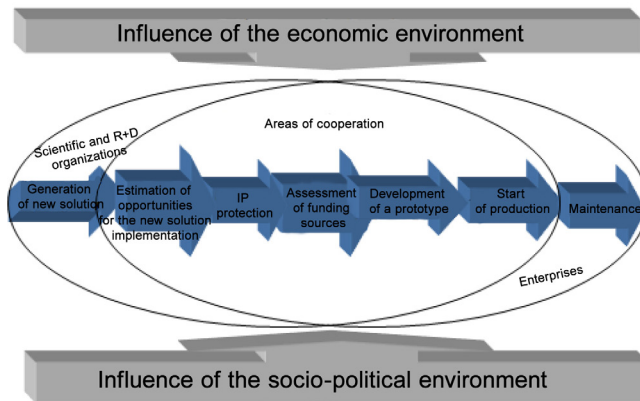 Influence of the economic environment
Areas of cooperation
Scientific and R+D
organizations
Generation
of new solution
Estimation of
opportunities
for the new solution
implementation
IP
protection
Assessment
of funding
sources
Development
of a prototype
Start
of production
Maintenance
Enterprises
Influence of the socio-political environment